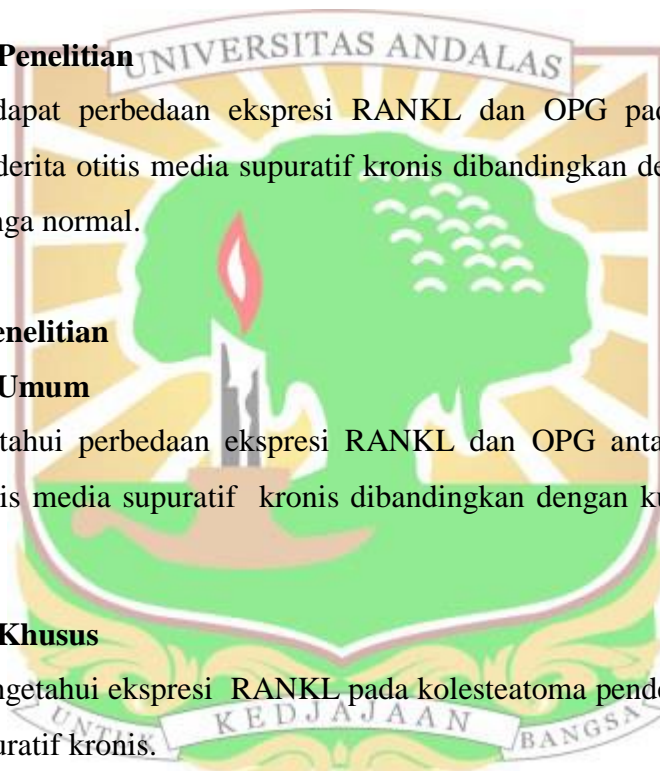 Penelitian
UNIVERSITAS ANDALAS
dapat perbedaan ekspresi RANKL dan OPG pad
derita otitis media supuratif kronis dibandingkan de
nga normal.
enelitian
Umum
tahui perbedaan ekspresi RANKL dan OPG anta
is media supuratif kronis dibandingkan dengan ku
Khusus
ngetahui ekspresi RANKL pada kolesteatoma pende
uratif kronis.
UNTUK KEDJAJAAN BANGSA